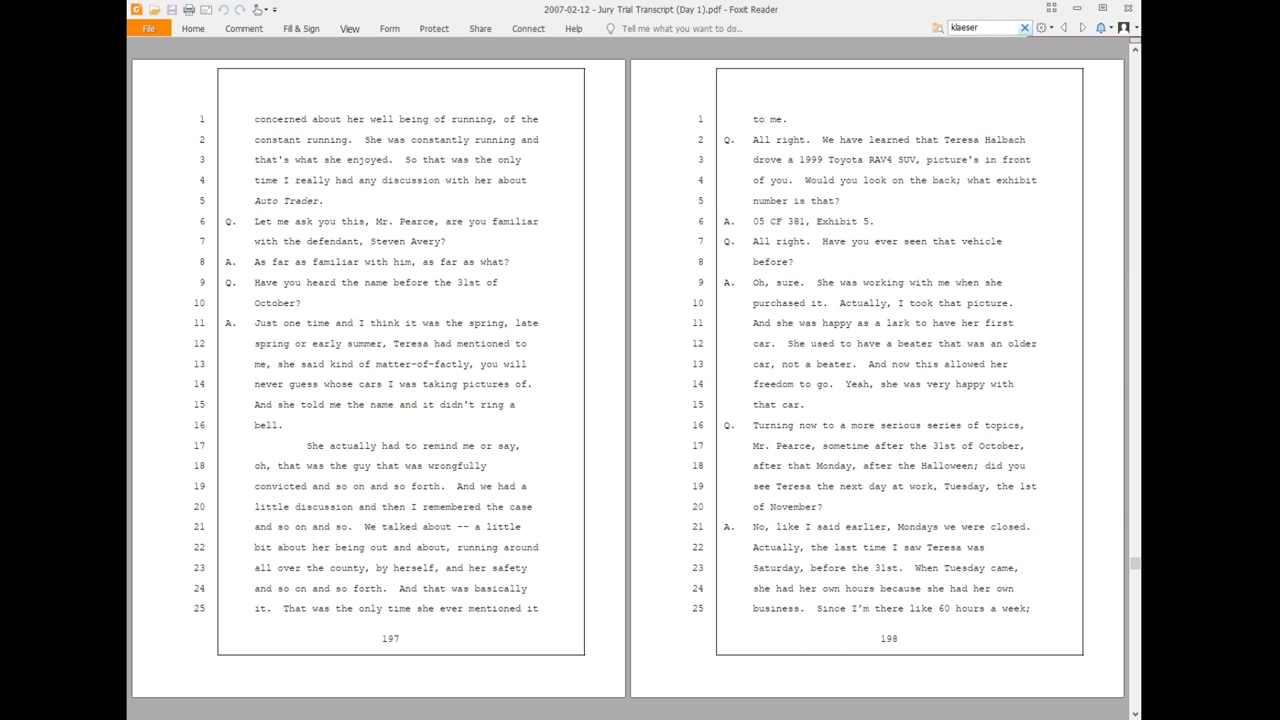 2007-02-12 - Jury Trial Transcript (Day 1).pdf - Foxit Reader
File Home Comment Fill & Sign View Form Protect Share Connect Help Tell me what you want to do.. klaeser
1 concerned about her well being of running, of the
2 constant running. She was constantly running and
3 that's what she enjoyed. So that was the only
4 time I really had any discussion with her about
5 Auto Trader.
6 Q. Let me ask you this, Mr. Pearce, are you familiar
7 with the defendant, Steven Avery?
8 A. As far as familiar with him, as far as what?
9 Q. Have you heard the name before the 31st of
10 October?
11 A. Just one time and I think it was the spring, late
12 spring or early summer, Teresa had mentioned to
13 me, she said kind of matter-of-factly, you will
14 never guess whose cars I was taking pictures of.
15 And she told me the name and it didn't ring a
16 bell.
17 She actually had to remind me or say,
18 oh, that was the guy that was wrongfully
19 convicted and so on and so forth. And we had a
20 little discussion and then I remembered the case
21 and so on and so. We talked about -- a little
22 bit about her being out and about, running around
23 all over the county, by herself, and her safety
24 and so on and so forth. And that was basically
25 it. That was the only time she ever mentioned it
197
1 to me.
2 Q. All right. We have learned that Teresa Halbach
3 drove a 1999 Toyota RAV4 SUV, picture's in front
4 of you. Would you look on the back; what exhibit
5 number is that?
6 A. 05 CF 381, Exhibit 5.
7 Q. All right. Have you ever seen that vehicle
8 before?
9 A. Oh, sure. She was working with me when she
10 purchased it. Actually, I took that picture.
11 And she was happy as a lark to have her first
12 car. She used to have a beater that was an older
13 car, not a beater. And now this allowed her
14 freedom to go. Yeah, she was very happy with
15 that car.
16 Q. Turning now to a more serious series of topics,
17 Mr. Pearce, sometime after the 31st of October,
18 after that Monday, after the Halloween; did you
19 see Teresa the next day at work, Tuesday, the 1st
20 of November?
21 A. No, like I said earlier, Mondays we were closed.
22 Actually, the last time I saw Teresa was
23 Saturday, before the 31st. When Tuesday came,
24 she had her own hours because she had her own
25 business. Since I'm there like 60 hours a week;
198